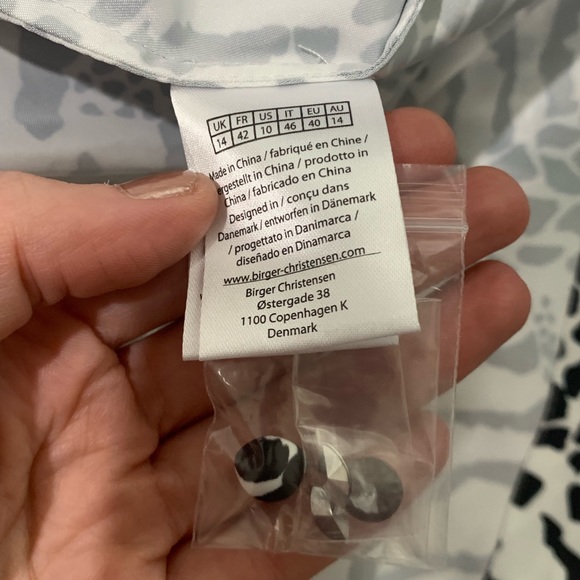 UK FR US IT EU AU
14 42 10 46 40 14
Made in China / fabriqué en Chine /
ergestellt in China / prodotto in
China / fabricado en China
Designed in / conçu dans
Danemark / entworfen in Dänemark
/ progettato in Danimarca /
diseñado en Dinamarca
www.birger-christensen.com
Birger Christensen
Østergade 38
1100 Copenhagen K
Denmark